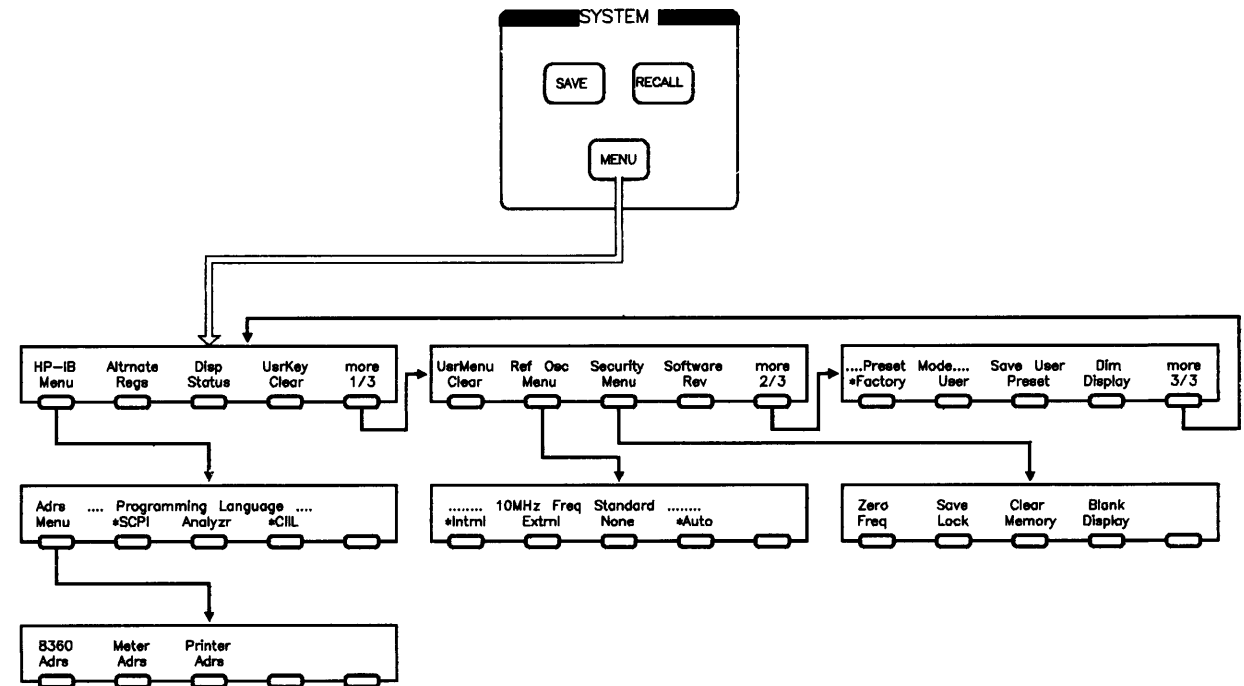 SYSTEM
SAVE RECALL
MENU
HP-IB Altrnate Disp UsrKey more
Menu Regs Status Clear 1/3
UsrMenu Ref Osc Security Software more
Clear Menu Menu Rev 2/3
....Preset Mode.... Save User Dim more
*Factory User Preset Display 3/3
Adrs .... Programming Language ....
Menu *SCPI Analyzr *CIIL
........ 10MHz Freq Standard ........
*Intrnl Extrnl None *Auto
Zero Save Clear Blank
Freq Lock Memory Display
8360 Meter Printer
Adrs Adrs Adrs